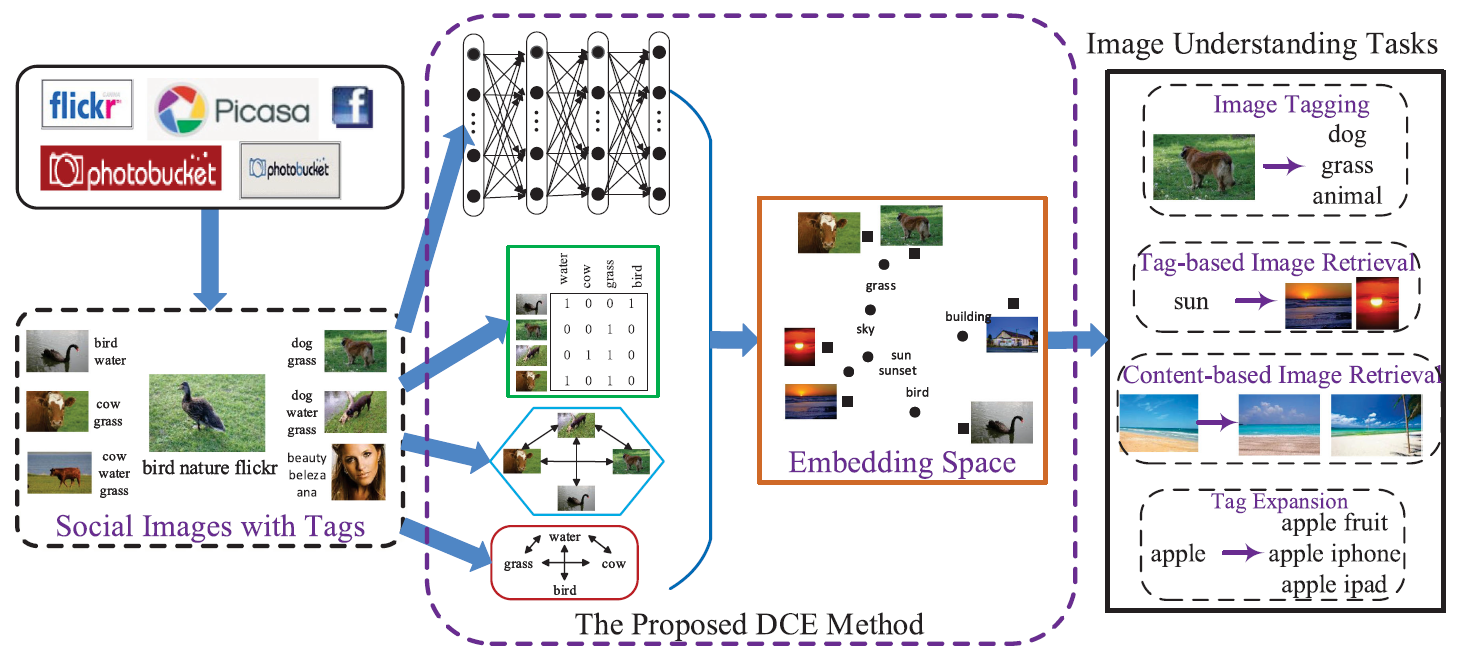 flickr
Picasa
f
photobucket
photobucket
bird
water
dog
grass
cow
grass
dog
water
grass
cow
water
grass
bird nature flickr
beauty
beleza
ana
Social Images with Tags
water
cow
grass
bird
1 0 0 1
0 0 1 0
0 1 1 0
1 0 1 0
water
grass
cow
bird
The Proposed DCE Method
grass
sky
building
sun
sunset
bird
Embedding Space
Image Understanding Tasks
Image Tagging
dog
grass
animal
Tag-based Image Retrieval
sun
Content-based Image Retrieval
Tag Expansion
apple
apple fruit
apple iphone
apple ipad